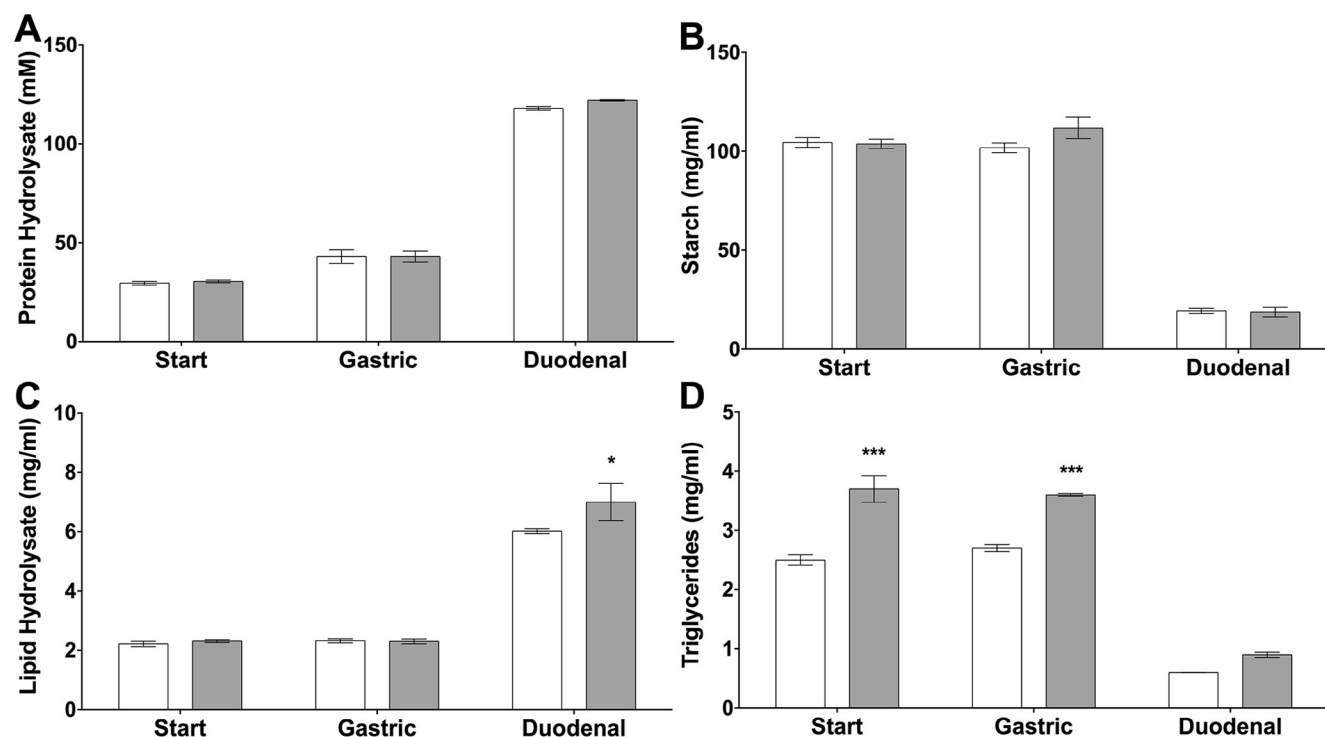 A
Protein Hydrolysate (mM)
150
100
50
0
Start Gastric Duodenal
B
Starch (mg/ml)
150
100
50
0
Start Gastric Duodenal
C
Lipid Hydrolysate (mg/ml)
10
8
6
4
2
0
*
Start Gastric Duodenal
D
Triglycerides (mg/ml)
5
4
3
2
1
0
*** ***
Start Gastric Duodenal